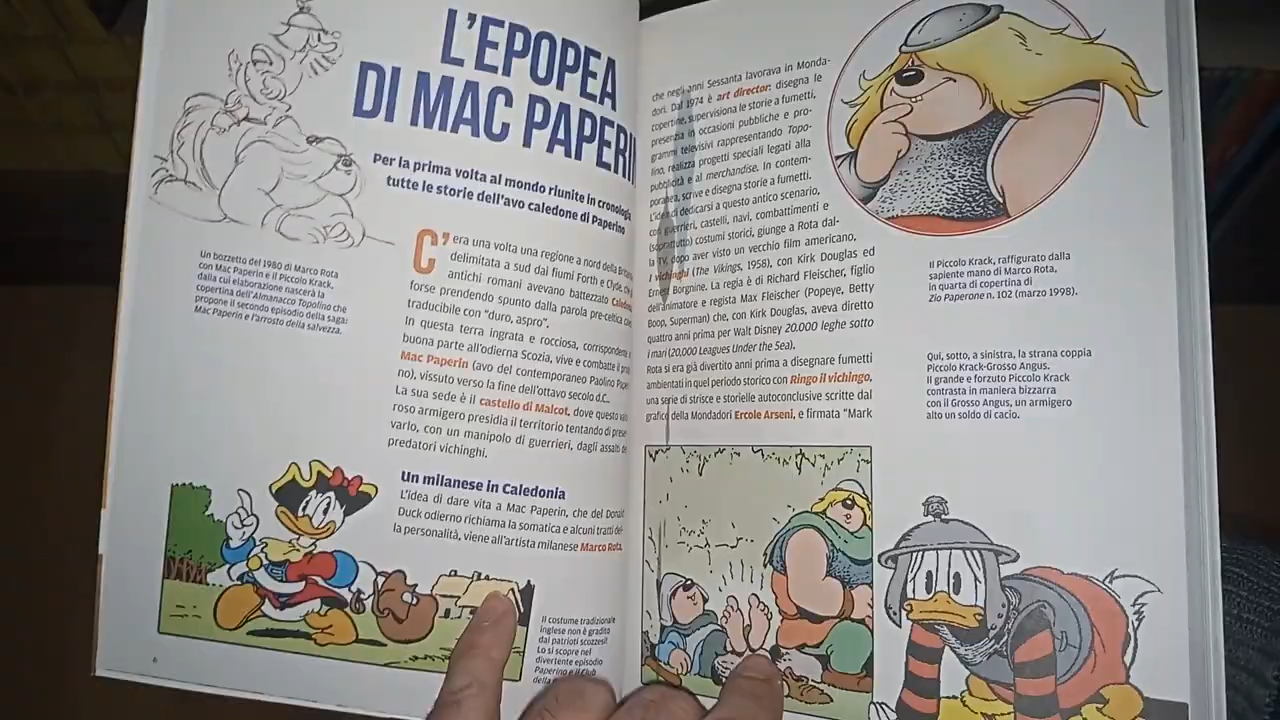 L'EPOPEA
DI MAC PAPERI
Per la prima volta al mondo riunite in cronologia
tutte le storie dell'avo caledone di Paperino
Un bozzetto del 1980 di Marco Rota
con Mac Paperin e il Piccolo Krack,
dalla cui elaborazione nascerà la
copertina dell'Almanacco Topolino che
propone il secondo episodio della saga:
Mac Paperin e l'arrosto della salvezza.
C'era una volta una regione a nord della
delimitata a sud dai fiumi Forth e Clyde,
antichi romani avevano battezzato
forse prendendo spunto dalla parola pre-celtica
traducibile con "duro, aspro".
In questa terra ingrata e rocciosa,
buona parte all'odierna Scozia, vive e combatte il
Mac Paperin (avo del contemporaneo Paolino
no), vissuto verso la fine dell'ottavo secolo d.C.
La sua sede è il castello di Malcot, dove questo
roso armigero presidia il territorio tentando di
varlo, con un manipolo di guerrieri, dagli assalti
predatori vichinghi.
Un milanese in Caledonia
L'idea di dare vita a Mac Paperin, che del Donald
Duck odierno richiama la somatica e alcuni tratti
la personalità, viene all'artista milanese Marco Rota,
Il costume tradizionale
inglese non è gradito
dai patrioti scozzesi!
Lo si scopre nel
divertente episodio
Paperino e il Club
della
6
che negli anni Sessanta lavorava in Monda-
dori. Dal 1974 è art director: disegna le
copertine, supervisiona le storie a fumetti,
presenzia in occasioni pubbliche e pro-
grammi televisivi rappresentando Topo-
lino, realizza progetti speciali legati alla
pubblicità e al merchandise. In contem-
poranea, scrive e disegna storie a fumetti.
L'idea di dedicarsi a questo antico scenario,
con guerrieri, castelli, navi, combattimenti e
(soprattutto) costumi storici, giunge a Rota dal-
la TV, dopo aver visto un vecchio film americano,
I vichinghi (The Vikings, 1958), con Kirk Douglas ed
Ernest Borgnine. La regia è di Richard Fleischer, figlio
dell'animatore e regista Max Fleischer (Popeye, Betty
Boop, Superman) che, con Kirk Douglas, aveva diretto
quattro anni prima per Walt Disney 20.000 leghe sotto
i mari (20,000 Leagues Under the Sea).
Rota si era già divertito anni prima a disegnare fumetti
ambientati in quel periodo storico con Ringo il vichingo,
una serie di strisce e storielle autoconclusive scritte dal
grafico della Mondadori Ercole Arseni, e firmata "Mark
Il Piccolo Krack, raffigurato dalla
sapiente mano di Marco Rota,
in quarta di copertina di
Zio Paperone n. 102 (marzo 1998).
Qui, sotto, a sinistra, la strana coppia
Piccolo Krack-Grosso Angus.
Il grande e forzuto Piccolo Krack
contrasta in maniera bizzarra
con il Grosso Angus, un armigero
alto un soldo di cacio.